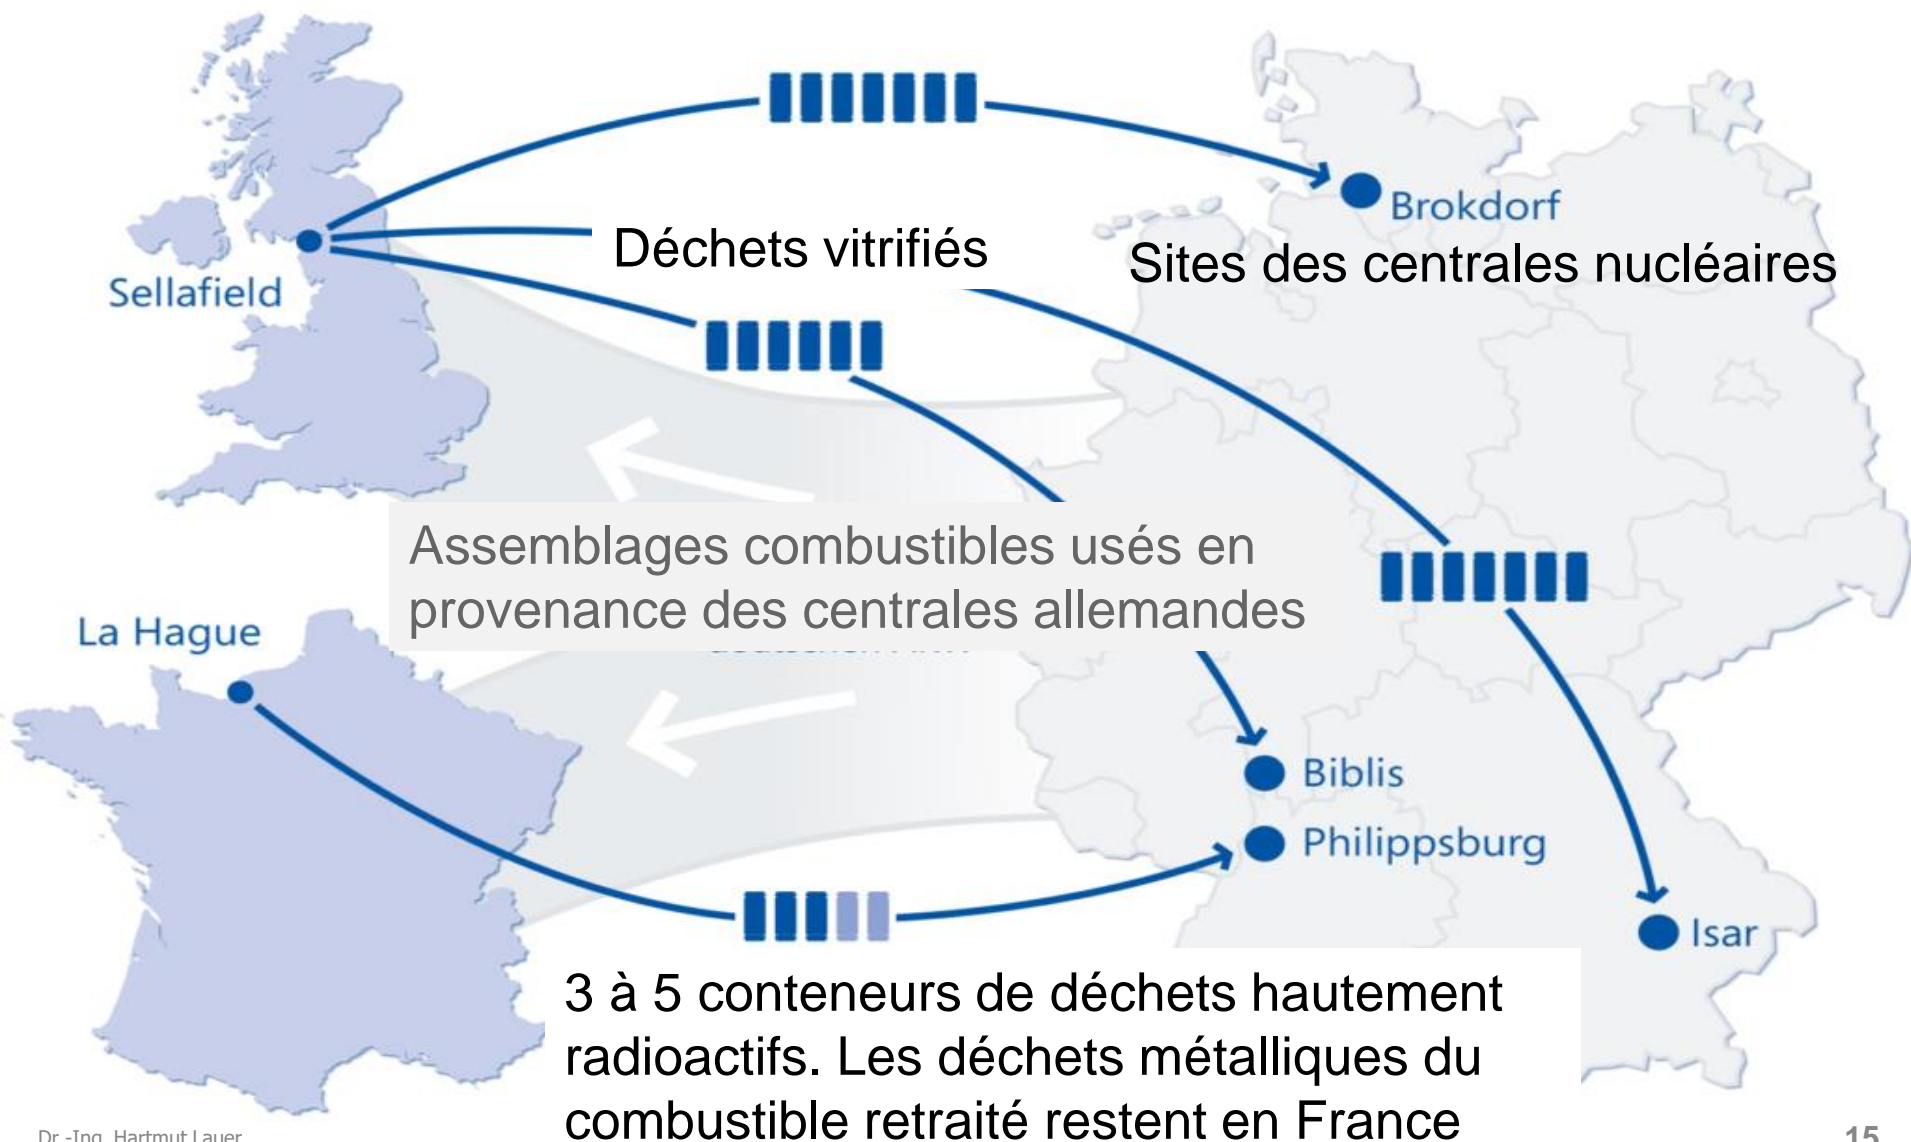 Brokdorf
Déchets vitrifiés
Sites des centrales nucléaires
Sellafield
Assemblages combustibles usés en
provenance des centrales allemandes
La Hague
Biblis
Philippsburg
Isar
3 à 5 conteneurs de déchets hautement
radioactifs. Les déchets métalliques du
combustible retraité restent en France
Dr.-Ing. Hartmut Lauer
15